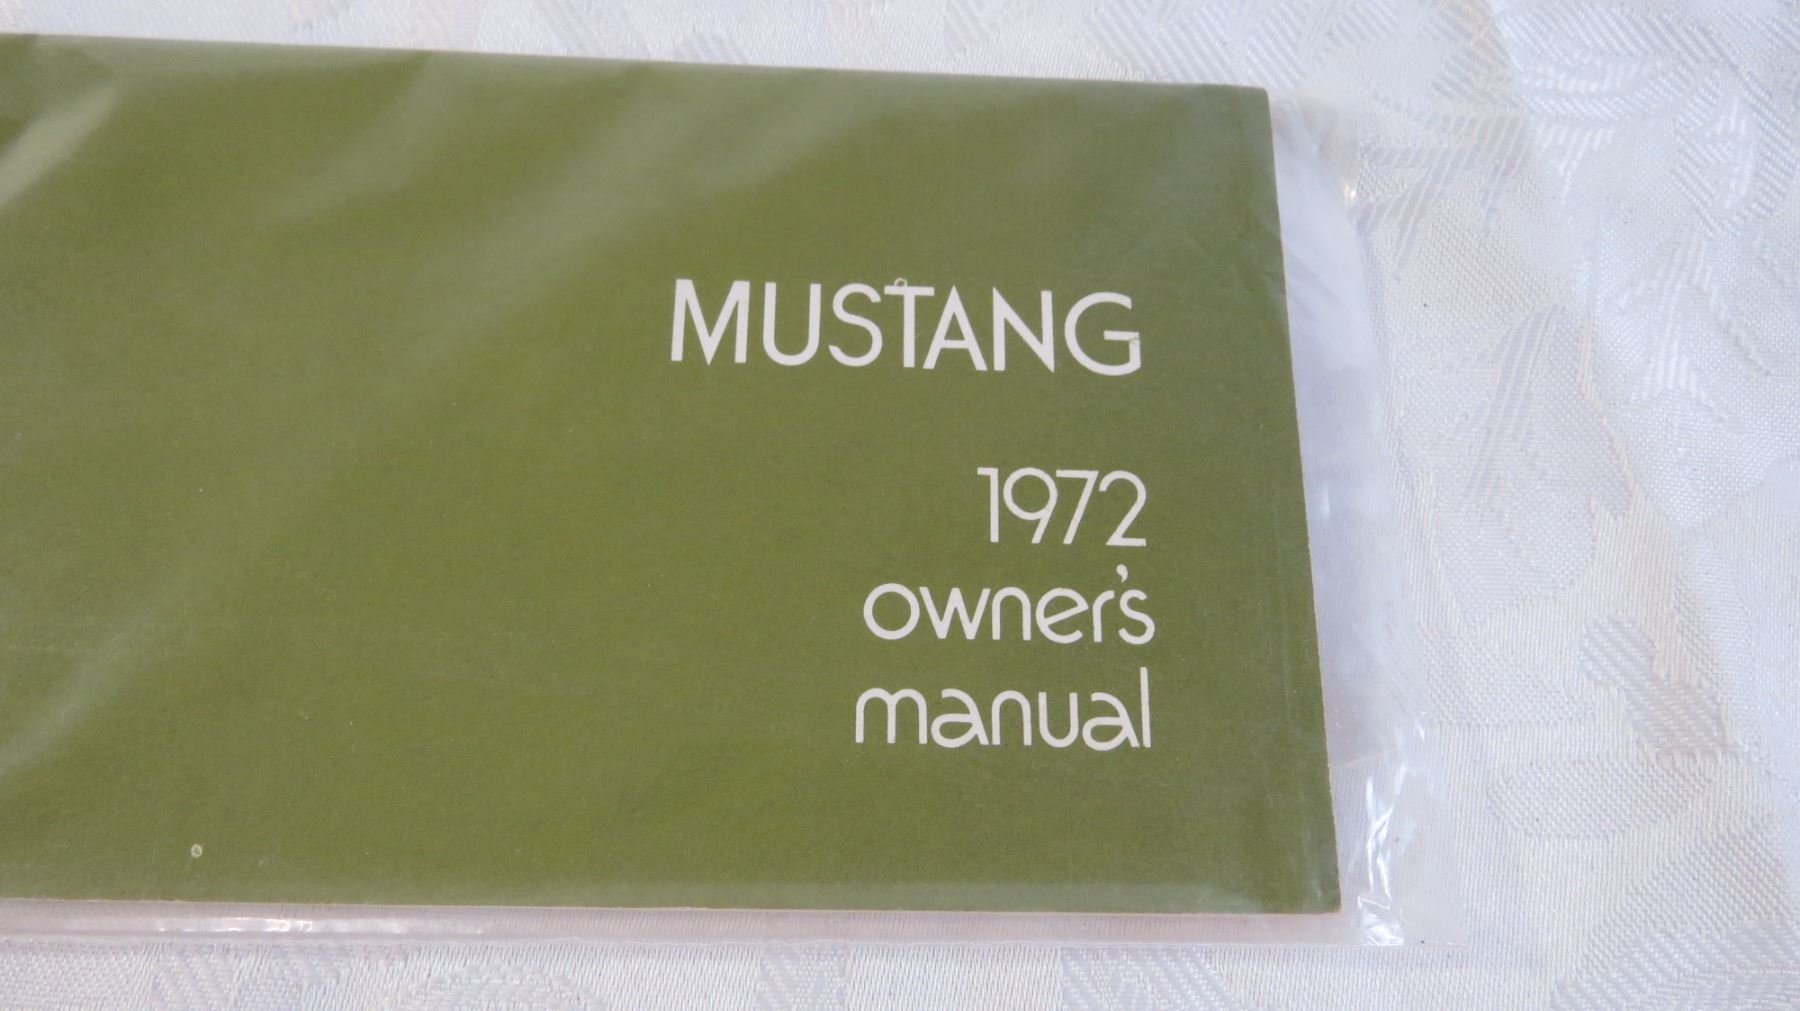 MUSTANG
1972
owner's
manual